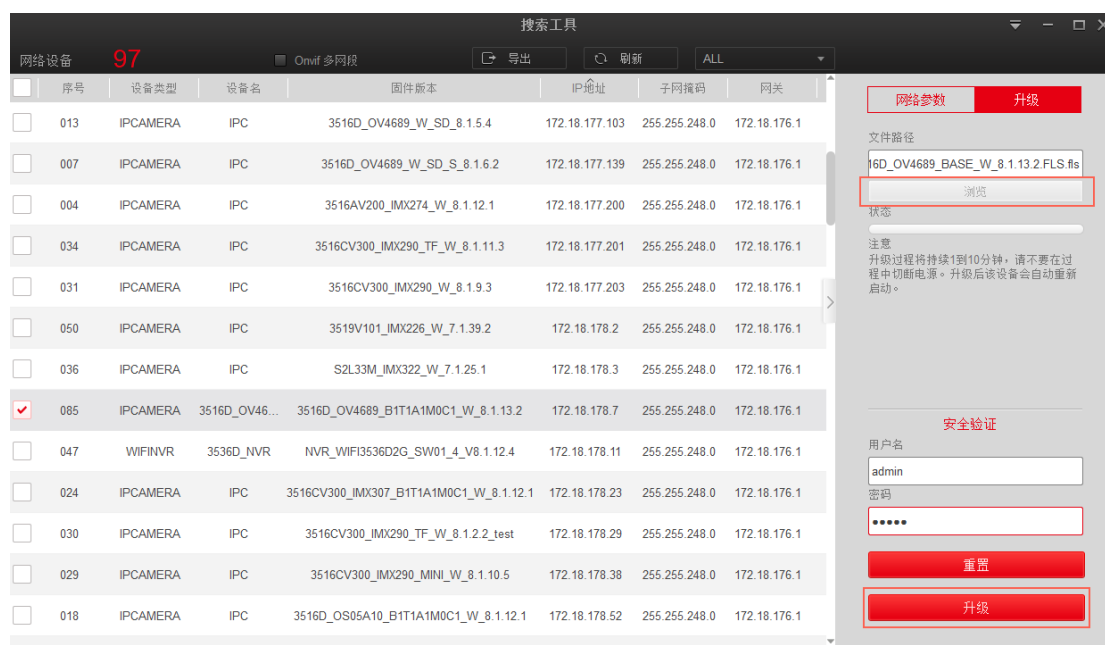 搜索工具
网络设备 97 Onvif 多网段 导出 刷新 ALL
序号 设备类型 设备名 固件版本 IP地址 子网掩码 网关
013 IPCAMERA IPC 3516D_OV4689_W_SD_8.1.5.4 172.18.177.103 255.255.248.0 172.18.176.1
007 IPCAMERA IPC 3516D_OV4689_W_SD_S_8.1.6.2 172.18.177.139 255.255.248.0 172.18.176.1
004 IPCAMERA IPC 3516AV200_IMX274_W_8.1.12.1 172.18.177.200 255.255.248.0 172.18.176.1
034 IPCAMERA IPC 3516CV300_IMX290_TF_W_8.1.11.3 172.18.177.201 255.255.248.0 172.18.176.1
031 IPCAMERA IPC 3516CV300_IMX290_W_8.1.9.3 172.18.177.203 255.255.248.0 172.18.176.1
050 IPCAMERA IPC 3519V101_IMX226_W_7.1.39.2 172.18.178.2 255.255.248.0 172.18.176.1
036 IPCAMERA IPC S2L33M_IMX322_W_7.1.25.1 172.18.178.3 255.255.248.0 172.18.176.1
085 IPCAMERA 3516D_OV46... 3516D_OV4689_B1T1A1M0C1_W_8.1.13.2 172.18.178.7 255.255.248.0 172.18.176.1
047 WIFINVR 3536D_NVR NVR_WIFI3536D2G_SW01_4_V8.1.12.4 172.18.178.11 255.255.248.0 172.18.176.1
024 IPCAMERA IPC 3516CV300_IMX307_B1T1A1M0C1_W_8.1.12.1 172.18.178.23 255.255.248.0 172.18.176.1
030 IPCAMERA IPC 3516CV300_IMX290_TF_W_8.1.2.2_test 172.18.178.29 255.255.248.0 172.18.176.1
029 IPCAMERA IPC 3516CV300_IMX290_MINI_W_8.1.10.5 172.18.178.38 255.255.248.0 172.18.176.1
018 IPCAMERA IPC 3516D_OS05A10_B1T1A1M0C1_W_8.1.12.1 172.18.178.52 255.255.248.0 172.18.176.1
网络参数 升级
文件路径
16D_OV4689_BASE_W_8.1.13.2.FLS.fls
浏览
状态
注意
升级过程将持续1到10分钟，请不要在过
程中切断电源。升级后该设备会自动重新
启动。
安全验证
用户名
admin
密码
●●●●●
重置
升级